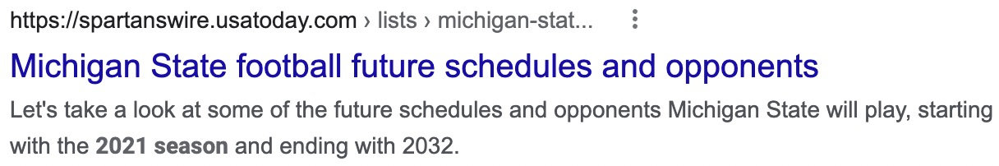 https://spartanswire.usatoday.com › lists › michigan-stat...
Michigan State football future schedules and opponents
Let's take a look at some of the future schedules and opponents Michigan State will play, starting
with the 2021 season and ending with 2032.